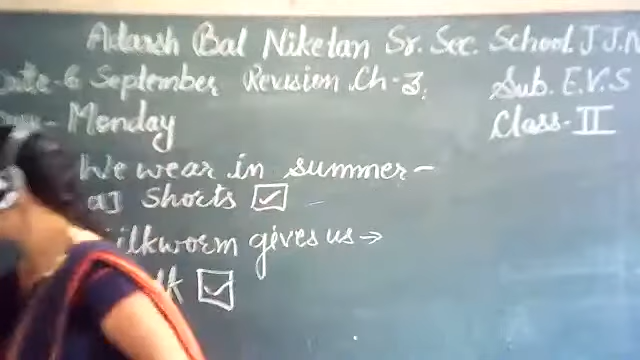 Adarsh Bal Niketan Sr. Sec. School. J J.N
Date-6 September Revision Ch-3.
Sub. E.V.S
Monday
Class-II
We wear in summer-
a) Shorts ☑
Silkworm gives us →
☑